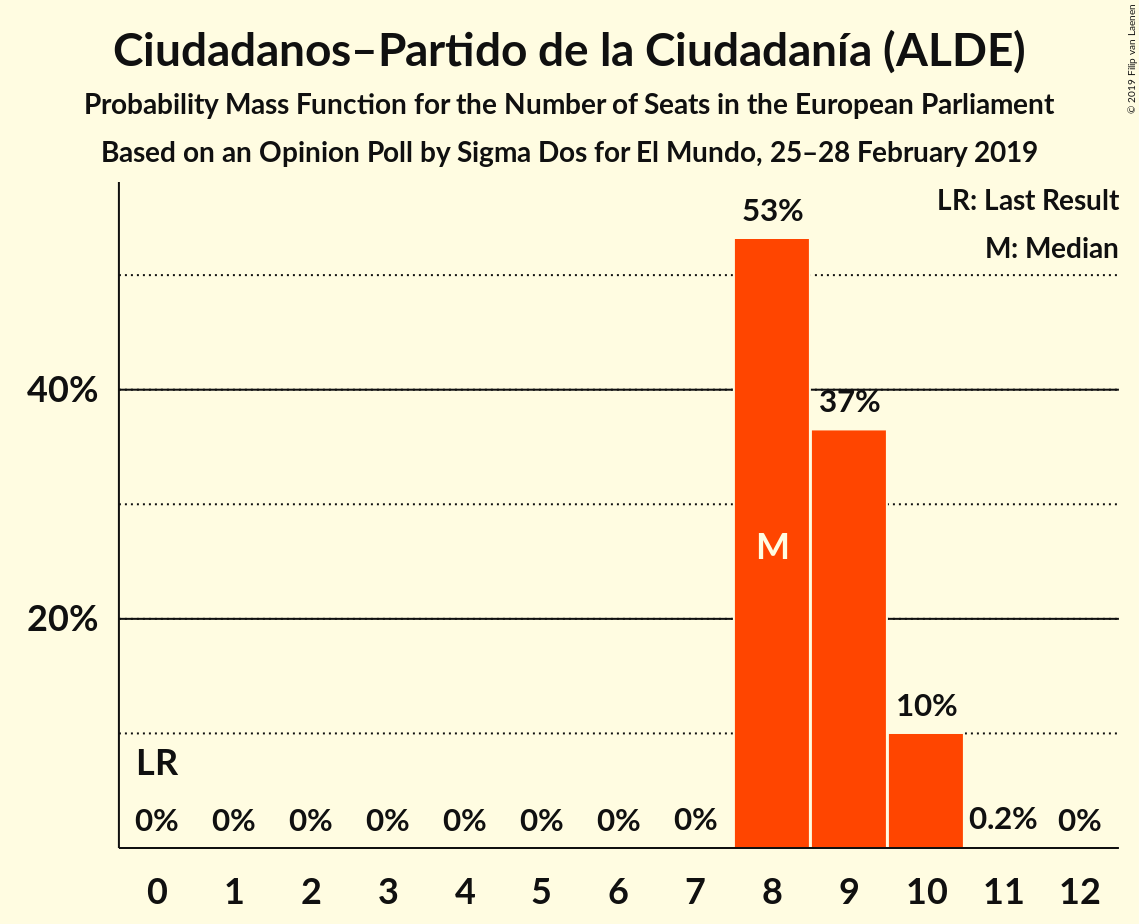 Ciudadanos–Partido de la Ciudadanía (ALDE)
Probability Mass Function for the Number of Seats in the European Parliament
Based on an Opinion Poll by Sigma Dos for El Mundo, 25–28 February 2019
© 2019 Filip van Laenen
LR: Last Result
M: Median
53%
40%
37%
M
20%
10%
LR
0% 0% 0% 0% 0% 0% 0% 0% 0.2% 0%
0 1 2 3 4 5 6 7 8 9 10 11 12